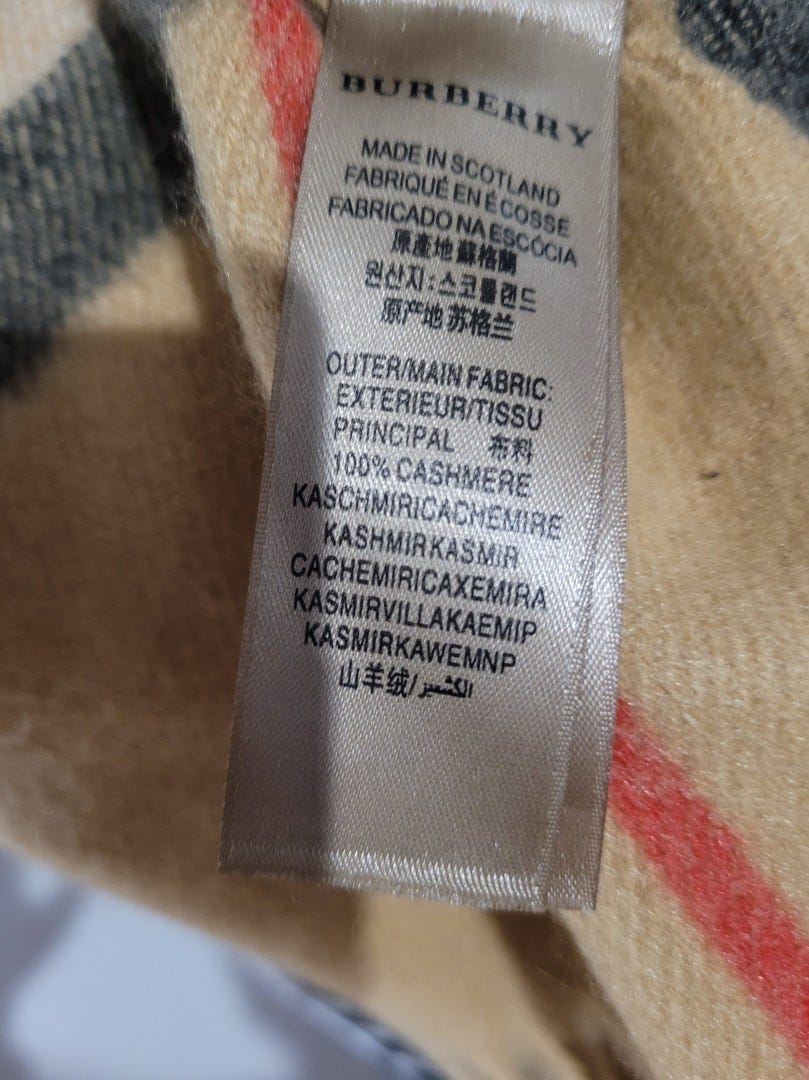 BURBERRY
MADE IN SCOTLAND
FABRIQUÉ EN ÉCOSSE
FABRICADO NA ESCÓCIA
原產地 蘇格蘭
원산지 : 스코틀랜드
原产地 苏格兰
OUTER/MAIN FABRIC:
EXTERIEUR/TISSU
PRINCIPAL 布料
100% CASHMERE
KASCHMIRICACHEMIRE
KASHMIRKASMIR
CACHEMIRICAXEMIRA
KASMIRVILLAKAEMIP
KASMIRKAWEMNP
山羊绒/الكشمير